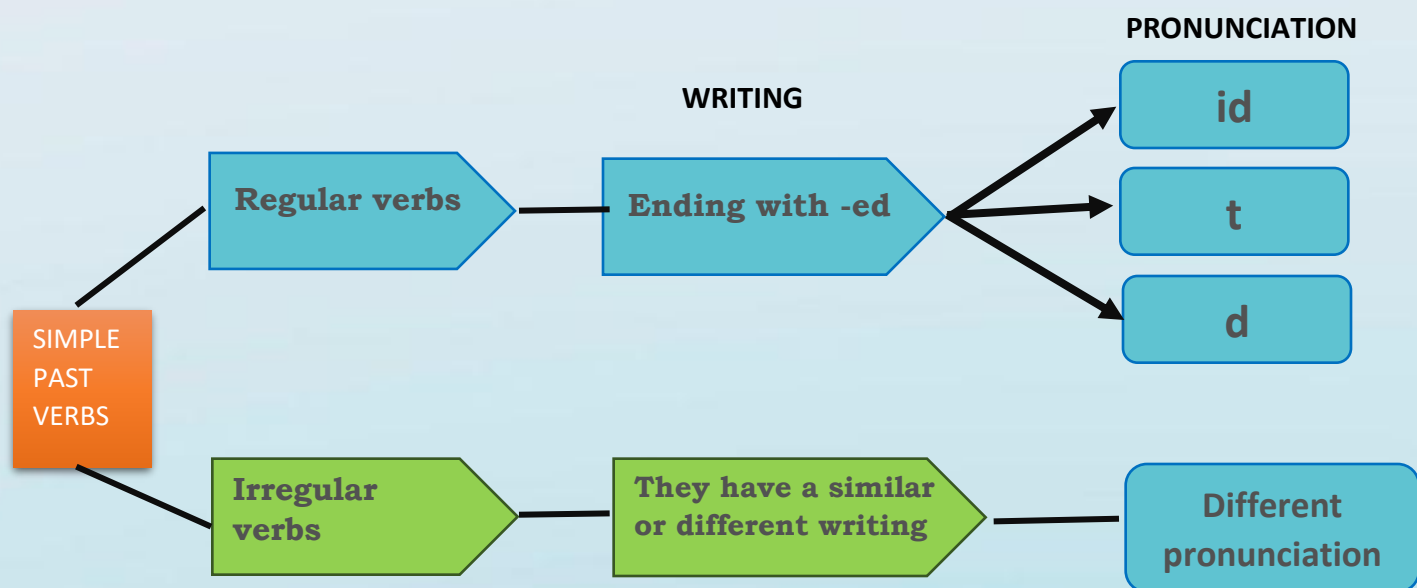 PRONUNCIATION
WRITING
id
Regular verbs
Ending with -ed
t
d
SIMPLE
PAST
VERBS
Irregular
verbs
They have a similar
or different writing
Different
pronunciation